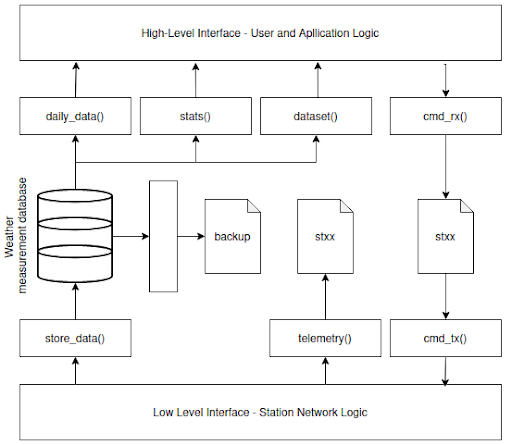 High-Level Interface - User and Apllication Logic
daily_data()
stats()
dataset()
cmd_rx()
Weather
measurement database
backup
stxx
stxx
store_data()
telemetry()
cmd_tx()
Low Level Interface - Station Network Logic